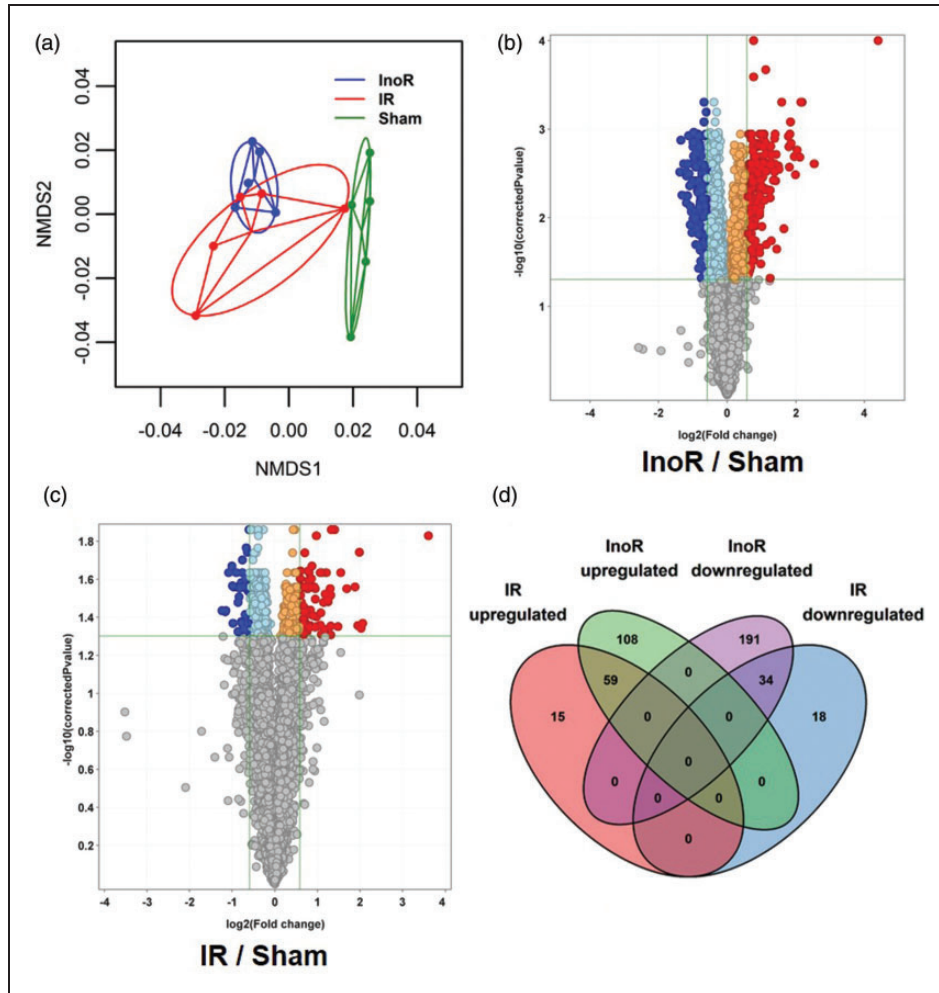 (a)
InoR
IR
Sham
NMDS2
0.04
0.02
0.00
-0.02
-0.04
-0.04 -0.02 0.00 0.02 0.04
NMDS1
(b)
-log10(correctedPvalue)
4
3
2
1
-4 -2 0 2 4
log2(Fold change)
InoR / Sham
(c)
-log10(correctedPvalue)
1.8
1.6
1.4
1.2
1
0.8
0.6
0.4
0.2
-4 -3 -2 -1 0 1 2 3 4
log2(Fold change)
IR / Sham
(d)
IR
upregulated
InoR
upregulated
InoR
downregulated
IR
downregulated
108
191
0
59
34
15
0
0
18
0
0
0
0
0
0